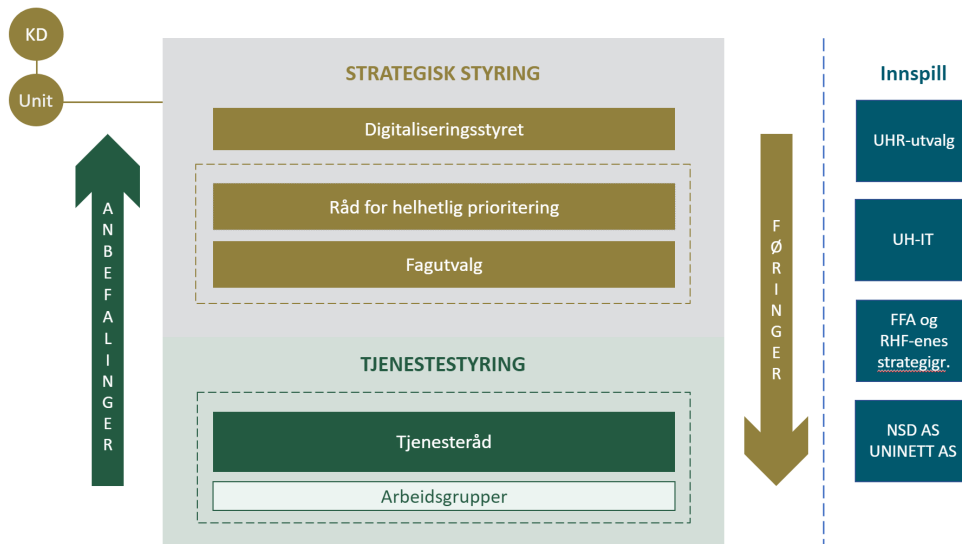 KD
Unit
STRATEGISK STYRING
Digitaliseringsstyret
Råd for helhetlig prioritering
Fagutvalg
TJENESTESTYRING
Tjenesteråd
Arbeidsgrupper
ANBEFALINGER
FØRINGER
Innspill
UHR-utvalg
UH-IT
FFA og
RHF-enes
strategigr.
NSD AS
UNINETT AS